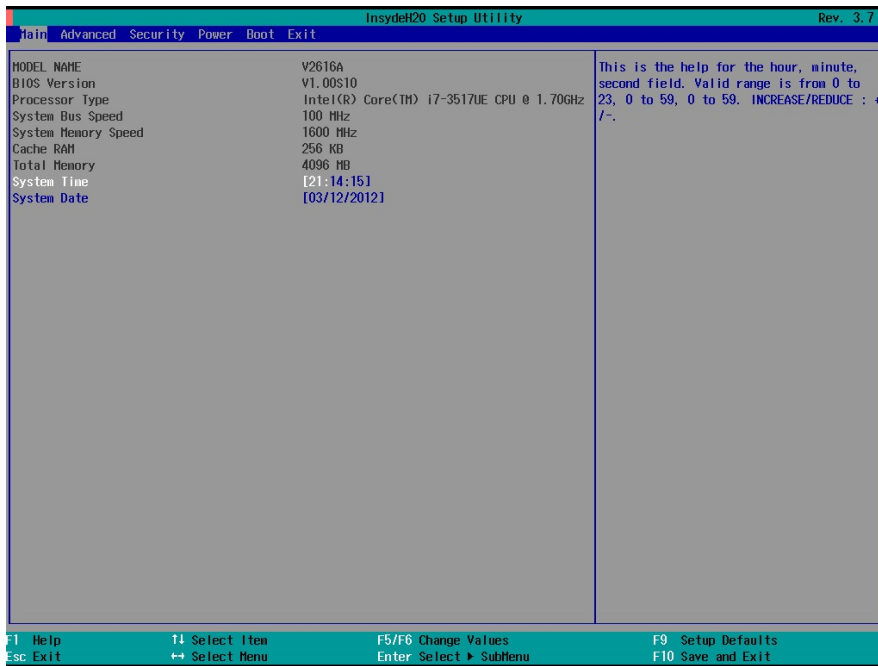 InsydeH20 Setup Utility Rev. 3.7
Main Advanced Security Power Boot Exit
MODEL NAME V2616A
BIOS Version V1.00S10
Processor Type Intel(R) Core(TM) i7-3517UE CPU @ 1.70GHz
System Bus Speed 100 MHz
System Memory Speed 1600 MHz
Cache RAM 256 KB
Total Memory 4096 MB
System Time [21:14:15]
System Date [03/12/2012]
This is the help for the hour, minute,
second field. Valid range is from 0 to
23, 0 to 59, 0 to 59. INCREASE/REDUCE : +
/-.
F1 Help ↑↓ Select Item F5/F6 Change Values F9 Setup Defaults
Esc Exit ↔ Select Menu Enter Select ▶ SubMenu F10 Save and Exit